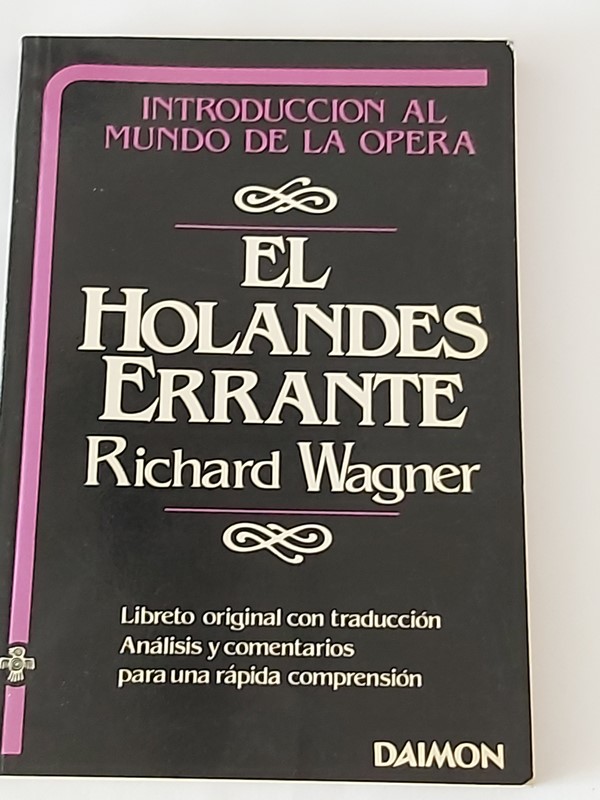 INTRODUCCION AL
MUNDO DE LA OPERA
EL
HOLANDES
ERRANTE
Richard Wagner
Libreto original con traducción
Análisis y comentarios
para una rápida comprensión
DAIMON